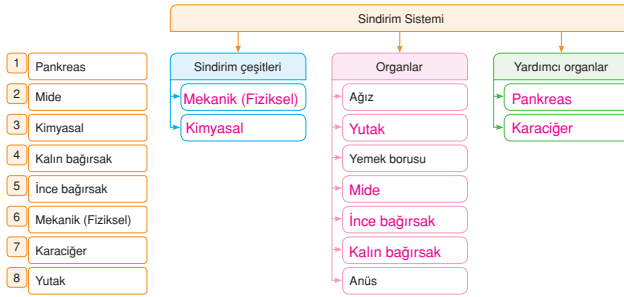 Sindirim Sistemi
1 Pankreas
2 Mide
3 Kimyasal
4 Kalın bağırsak
5 İnce bağırsak
6 Mekanik (Fiziksel)
7 Karaciğer
8 Yutak
Sindirim çeşitleri
Mekanik (Fiziksel)
Kimyasal
Organlar
Ağız
Yutak
Yemek borusu
Mide
İnce bağırsak
Kalın bağırsak
Anüs
Yardımcı organlar
Pankreas
Karaciğer